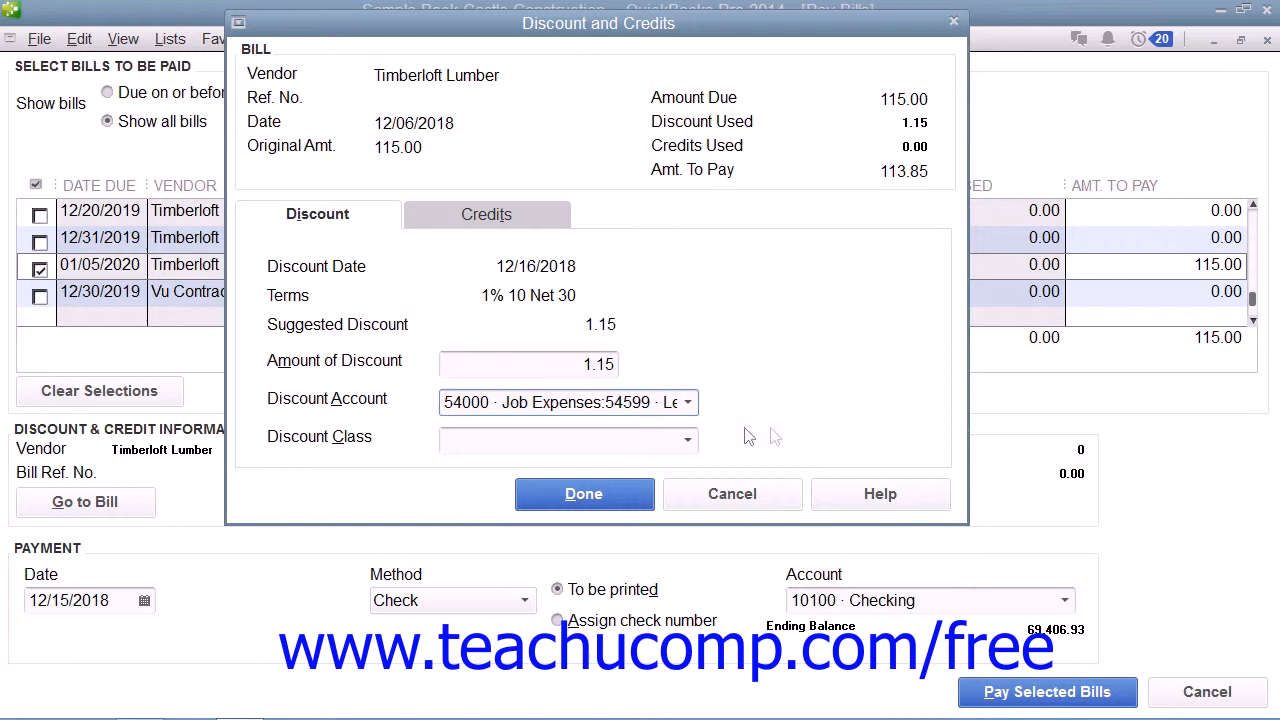 Discount and Credits
File Edit View Lists Fav
20
SELECT BILLS TO BE PAID
Show bills
Due on or befor
Show all bills
DATE DUE VENDOR
AMT. TO PAY
12/20/2019 Timberloft 0.00 0.00
12/31/2019 Timberloft 0.00 0.00
01/05/2020 Timberloft 0.00 115.00
12/30/2019 Vu Contrac 0.00 0.00
0.00 115.00
Clear Selections
BILL
Vendor Timberloft Lumber
Ref. No.
Date 12/06/2018
Original Amt. 115.00
Amount Due 115.00
Discount Used 1.15
Credits Used 0.00
Amt. To Pay 113.85
Discount Credits
Discount Date 12/16/2018
Terms 1% 10 Net 30
Suggested Discount 1.15
Amount of Discount 1.15
Discount Account 54000 · Job Expenses:54599 · Le
Discount Class
Done Cancel Help
DISCOUNT & CREDIT INFORMA
Vendor Timberloft Lumber 0
Bill Ref. No. 0.00
Go to Bill
PAYMENT
Date Method Account
12/15/2018 Check To be printed 10100 · Checking
Assign check number Ending Balance 69,406.93
www.teachucomp.com/free
Pay Selected Bills Cancel